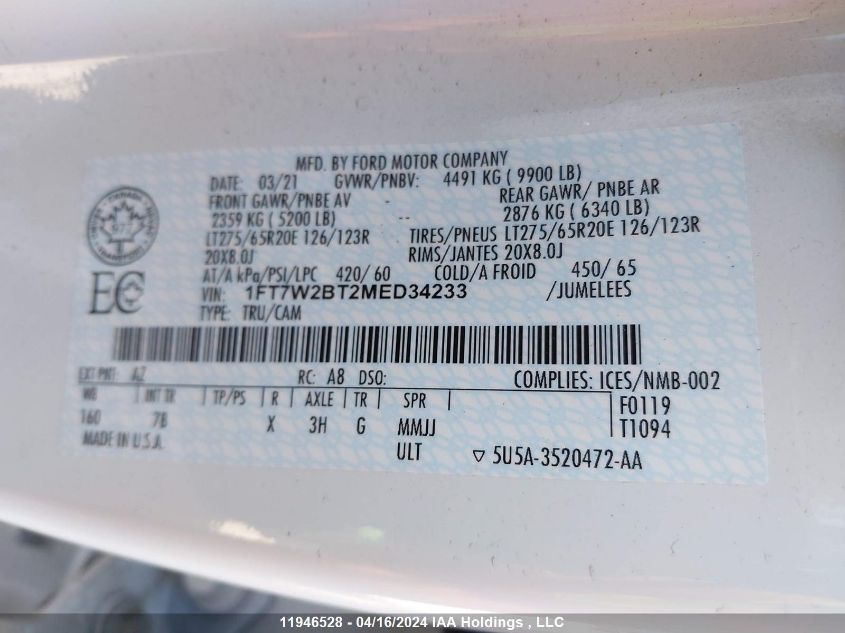 MFD. BY FORD MOTOR COMPANY
DATE: 03/21 GVWR/PNBV: 4491 KG ( 9900 LB)
FRONT GAWR/PNBE AV REAR GAWR/ PNBE AR
2359 KG ( 5200 LB) -- 2876 KG ( 6340 LB)
LT275/65R20E 126/123R TIRES/PNEUS LT275/65R20E 126/123R
20X8.0J RIMS/JANTES 20X8.0J
AT/A kPa/PSI/LPC 420/ 60 COLD/A FROID 450/ 65
VIN: 1FT7W2BT2MED34233 /JUMELEES
TYPE: TRU/CAM
EC
EXT PNT: AZ RC: A8 DSO: COMPLIES: ICES/NMB-002
WB INT TR TP/PS R AXLE TR SPR F0119
160 7B X 3H G MMJJ T1094
MADE IN U.S.A. ULT ▽ 5U5A-3520472-AA
11946528 - 04/16/2024 IAA Holdings , LLC